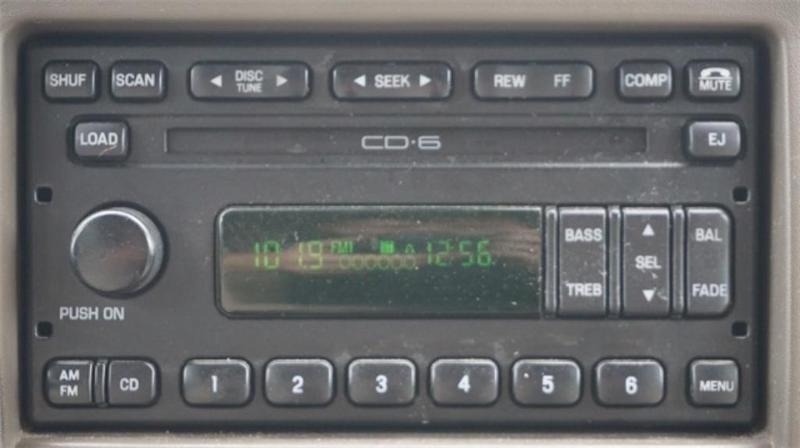 SHUF SCAN DISC TUNE SEEK REW FF COMP MUTE
LOAD CD·6 EJ
101.9 FM1 12:56 BASS TREB SEL BAL FADE
PUSH ON
AM FM CD 1 2 3 4 5 6 MENU